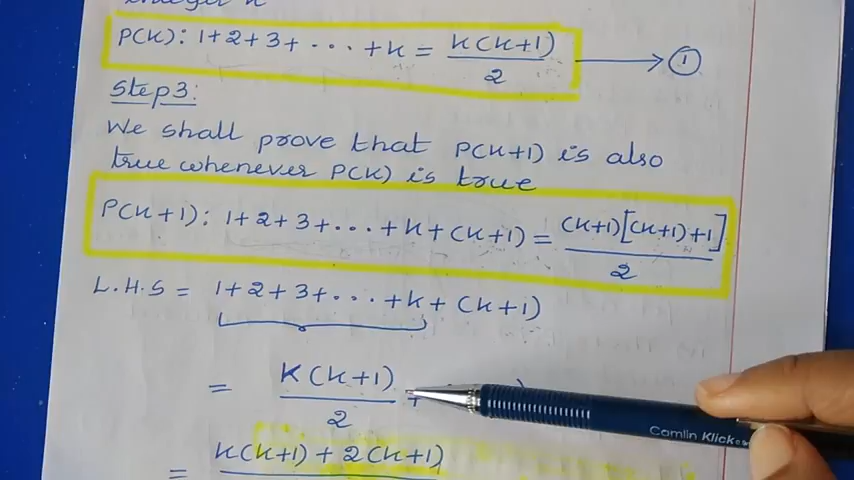 P(K): 1+2+3+ ... +k = k(k+1)/2 → ①
Step3:
We shall prove that P(K+1) is also
true whenever P(K) is true
P(K+1): 1+2+3+...+k+(k+1) = (k+1)[(k+1)+1]/2
L.H.S = 1+2+3+...+k+(k+1)
= K(k+1)/2 +
= k(k+1) + 2(k+1)
Camlin Klick